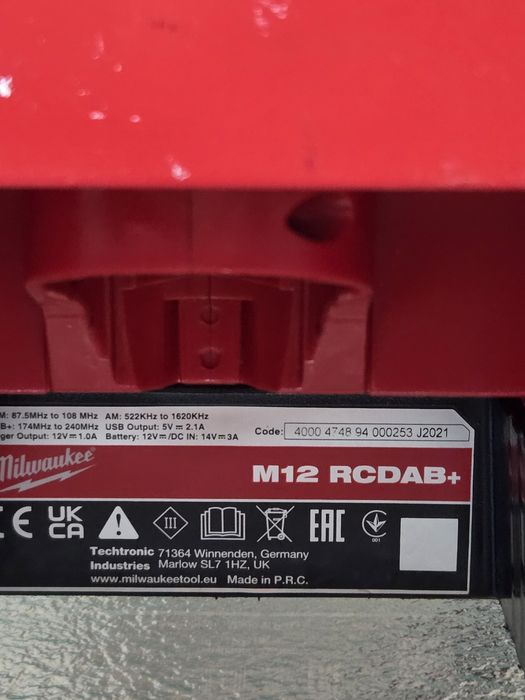 M: 87.5MHz to 108 MHz AM: 522KHz to 1620KHz
B+: 174MHz to 240MHz USB Output: 5V⎓2.1A
ger Output: 12V⎓1.0A Battery: 12V⎓/DC IN: 14V⎓3A
Code: 4000 4748 94 000253 J2021
Milwaukee
M12 RCDAB+
CE UK CA III EAC 001
Techtronic 71364 Winnenden, Germany
Industries Marlow SL7 1HZ, UK
www.milwaukeetool.eu Made in P.R.C.